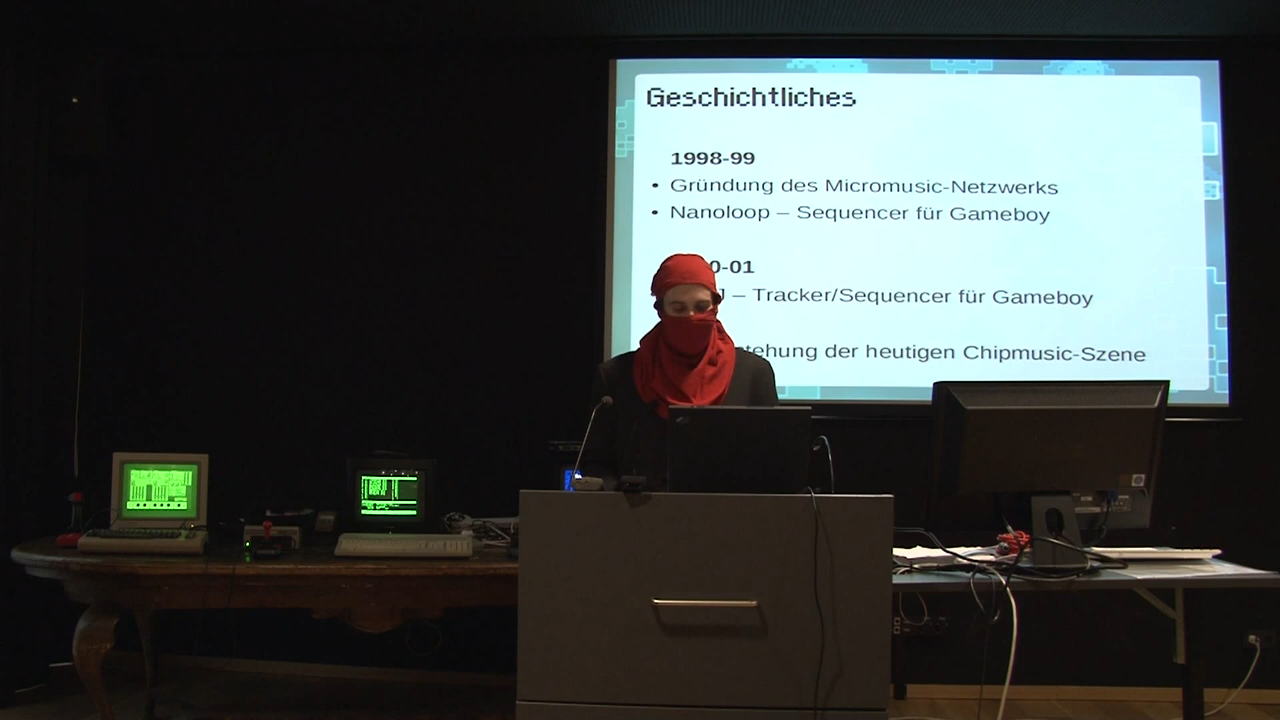 Geschichtliches
1998-99
• Gründung des Micromusic-Netzwerks
• Nanoloop – Sequencer für Gameboy
0-01
J – Tracker/Sequencer für Gameboy
tehung der heutigen Chipmusic-Szene